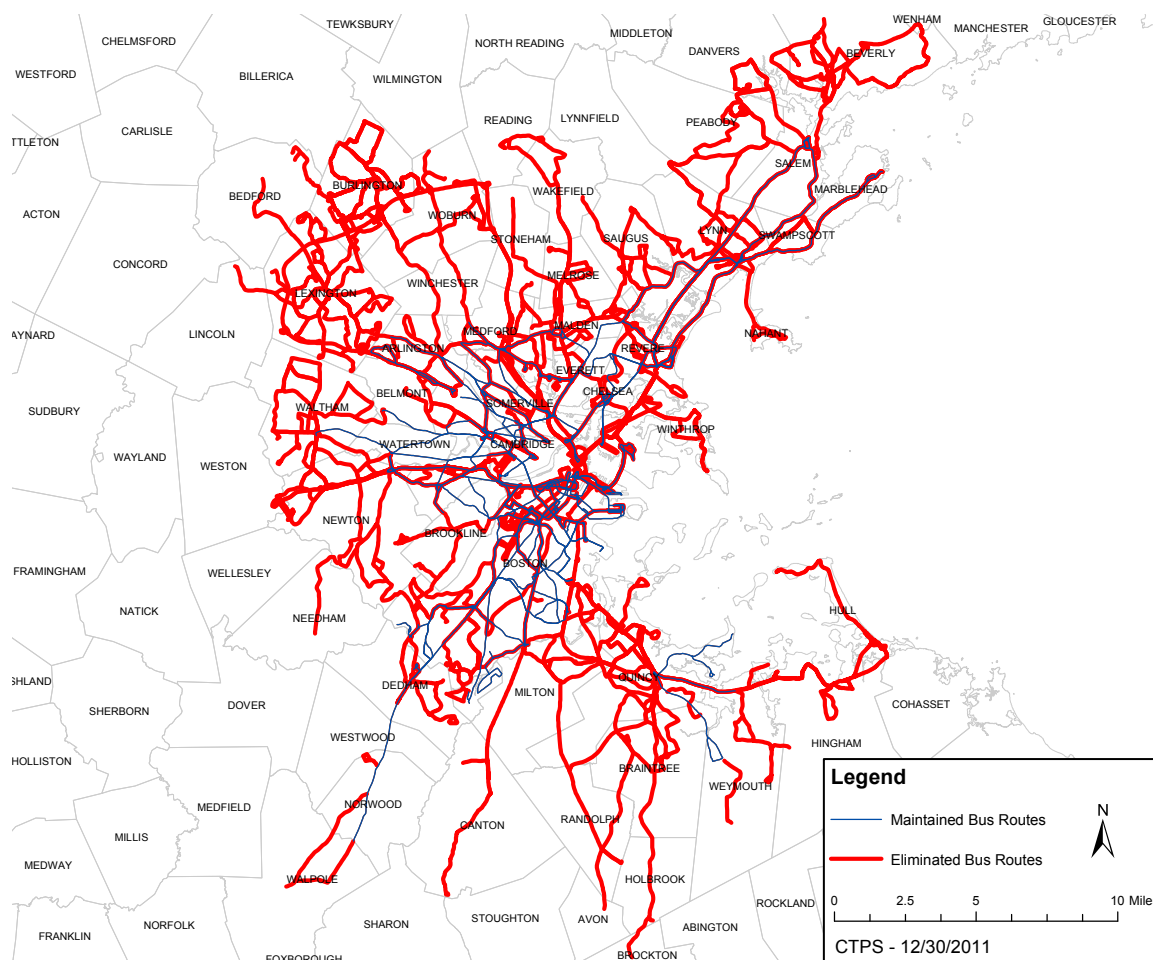 TEWKSBURY
WENHAM
GLOUCESTER
MANCHESTER
CHELMSFORD
MIDDLETON
NORTH READING
DANVERS
BEVERLY
WESTFORD
BILLERICA
WILMINGTON
READING
LYNNFIELD
PEABODY
CARLISLE
TTLETON
SALEM
BURLINGTON
WAKEFIELD
MARBLEHEAD
BEDFORD
ACTON
WOBURN
LYNN
SWAMPSCOTT
STONEHAM
SAUGUS
CONCORD
MELROSE
WINCHESTER
LEXINGTON
MALDEN
MEDFORD
NAHANT
AYNARD
LINCOLN
ARLINGTON
REVERE
EVERETT
BELMONT
CHELSEA
SOMERVILLE
WALTHAM
SUDBURY
WINTHROP
WATERTOWN
CAMBRIDGE
WAYLAND
WESTON
NEWTON
BROOKLINE
BOSTON
FRAMINGHAM
WELLESLEY
NATICK
NEEDHAM
HULL
QUINCY
SHLAND
DEDHAM
MILTON
DOVER
COHASSET
SHERBORN
WESTWOOD
HINGHAM
HOLLISTON
BRAINTREE
WEYMOUTH
MEDFIELD
NORWOOD
CANTON
RANDOLPH
MILLIS
MEDWAY
WALPOLE
HOLBROOK
ROCKLAND
STOUGHTON
AVON
NORFOLK
SHARON
ABINGTON
FRANKLIN
BROCKTON
FOXBOROUGH
Legend
Maintained Bus Routes
N
Eliminated Bus Routes
0 2.5 5 10 Miles
CTPS - 12/30/2011